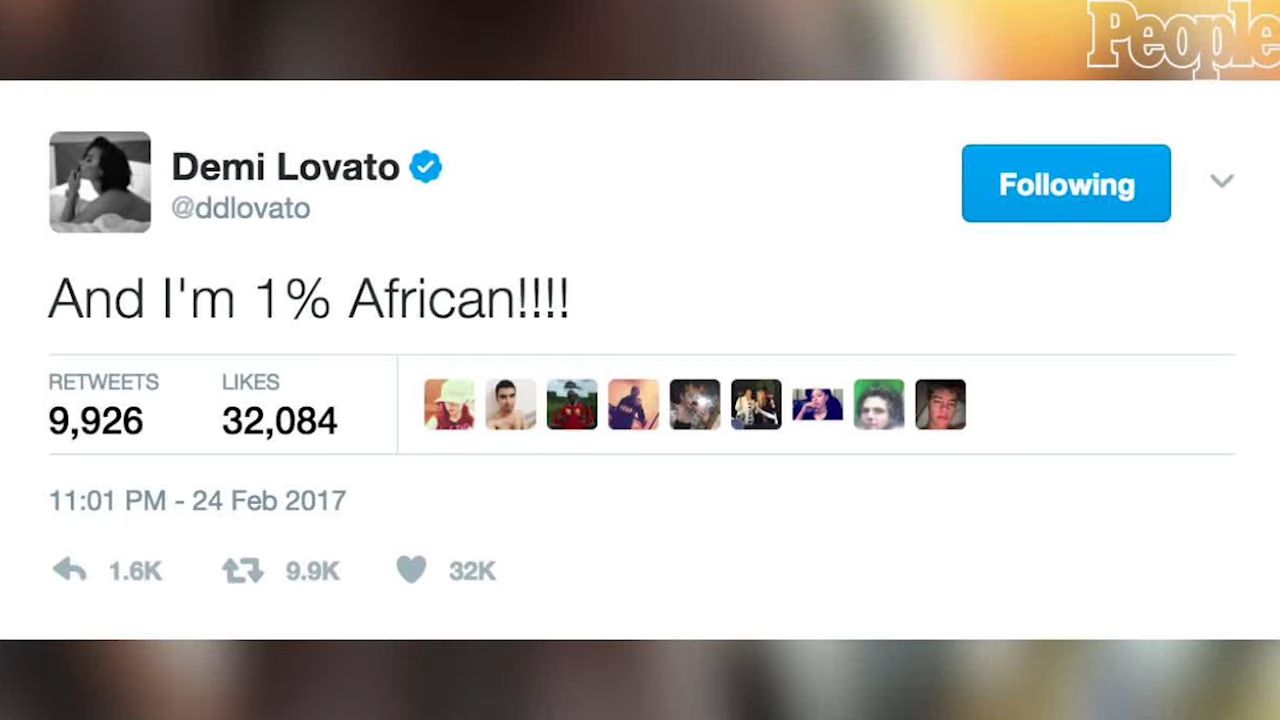 People
Demi Lovato
@ddlovato
Following
And I'm 1% African!!!!
RETWEETS LIKES
9,926 32,084
11:01 PM - 24 Feb 2017
1.6K 9.9K 32K